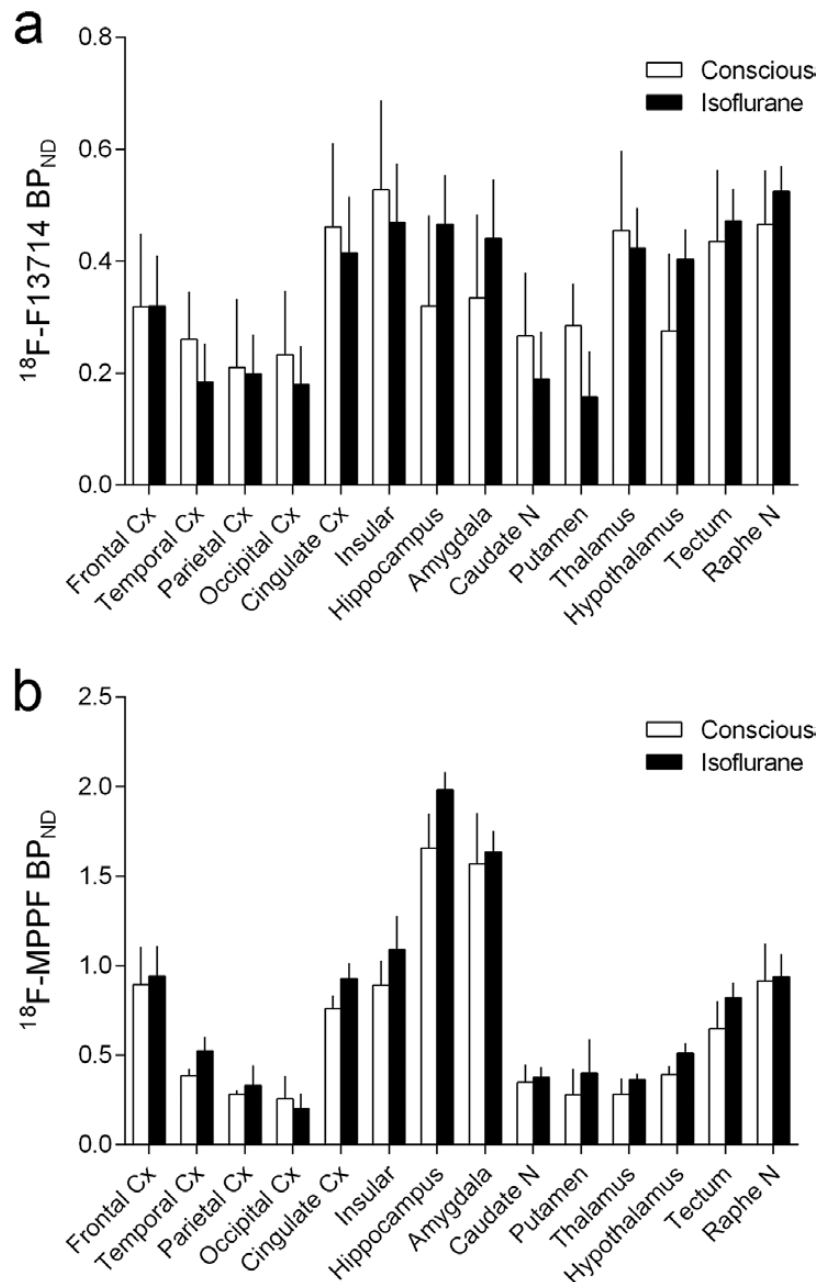 a
¹⁸F-F13714 BP_ND
0.8
0.6
0.4
0.2
0.0
Conscious
Isoflurane
Frontal Cx
Temporal Cx
Parietal Cx
Occipital Cx
Cingulate Cx
Insular
Hippocampus
Amygdala
Caudate N
Putamen
Thalamus
Hypothalamus
Tectum
Raphe N
b
¹⁸F-MPPF BP_ND
2.5
2.0
1.5
1.0
0.5
0.0
Conscious
Isoflurane
Frontal Cx
Temporal Cx
Parietal Cx
Occipital Cx
Cingulate Cx
Insular
Hippocampus
Amygdala
Caudate N
Putamen
Thalamus
Hypothalamus
Tectum
Raphe N